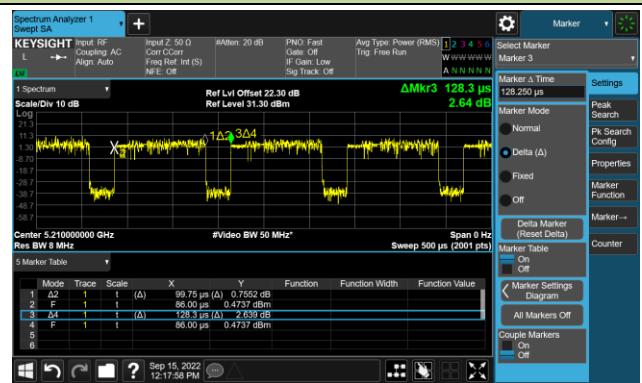 Spectrum Analyzer 1
Swept SA
Marker
KEYSIGHT
L
LXI
Input: RF
Coupling: AC
Align: Auto
Input Z: 50 Ω
Corr CCorr
Freq Ref: Int (S)
NFE: Off
#Atten: 20 dB
PNO: Fast
Gate: Off
IF Gain: Low
Sig Track: Off
Avg Type: Power (RMS)
Trig: Free Run
1 2 3 4 5 6
W W W W W W
A N N N N N
Select Marker
Marker 3
1 Spectrum
Scale/Div 10 dB
Log
Ref Lvl Offset 22.30 dB
Ref Level 31.30 dBm
ΔMkr3 128.3 µs
2.64 dB
21.3
11.3
1.30
-8.70
-18.7
-28.7
-38.7
-48.7
-58.7
X2
1Δ2
3Δ4
Center 5.210000000 GHz
Res BW 8 MHz
#Video BW 50 MHz*
Span 0 Hz
Sweep 500 µs (2001 pts)
5 Marker Table
Mode Trace Scale X Y Function Function Width Function Value
1 Δ2 1 t (Δ) 99.75 µs (Δ) 0.7552 dB
2 F 1 t 86.00 µs 0.4737 dBm
3 Δ4 1 t (Δ) 128.3 µs (Δ) 2.639 dB
4 F 1 t 86.00 µs 0.4737 dBm
5
6
Marker Δ Time
128.250 µs
Marker Mode
Normal
Delta (Δ)
Fixed
Off
Delta Marker
(Reset Delta)
Marker Table
On
Off
Marker Settings
Diagram
All Markers Off
Couple Markers
On
Off
Settings
Peak
Search
Pk Search
Config
Properties
Marker
Function
Marker→
Counter
?
Sep 15, 2022
12:17:58 PM